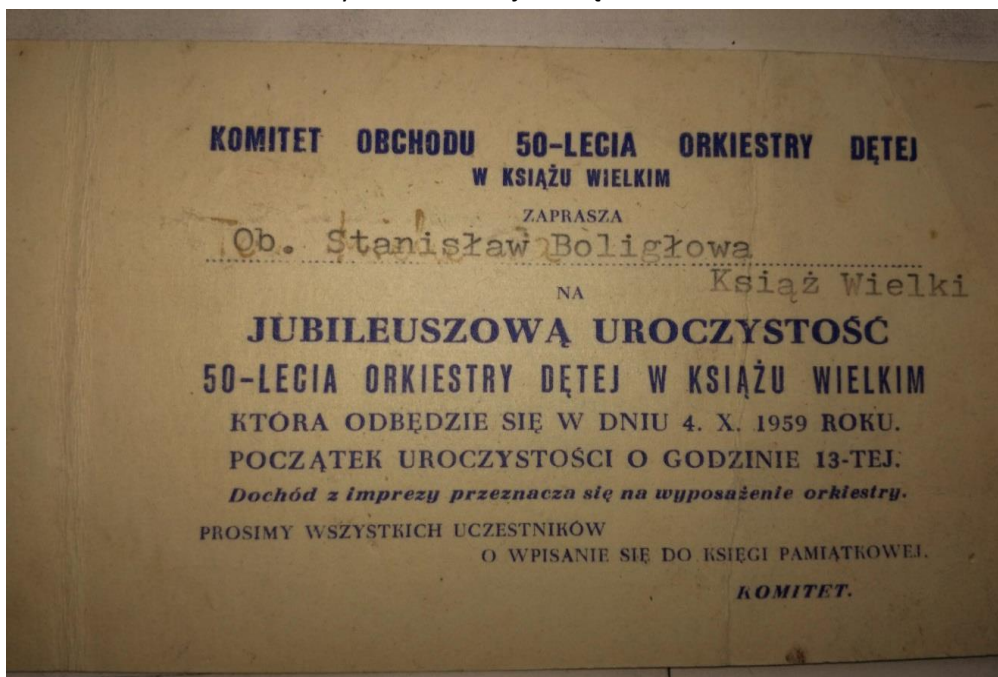 KOMITET OBCHODU 50-LECIA ORKIESTRY DĘTEJ
W KSIĄŻU WIELKIM
ZAPRASZA
Ob. Stanisław Boligłowa
Książ Wielki
NA
JUBILEUSZOWĄ UROCZYSTOŚĆ
50-LECIA ORKIESTRY DĘTEJ W KSIĄŻU WIELKIM
KTÓRA ODBĘDZIE SIĘ W DNIU 4. X. 1959 ROKU.
POCZĄTEK UROCZYSTOŚCI O GODZINIE 13-TEJ.
Dochód z imprezy przeznacza się na wyposażenie orkiestry.
PROSIMY WSZYSTKICH UCZESTNIKÓW
O WPISANIE SIĘ DO KSIĘGI PAMIĄTKOWEJ.
KOMITET.